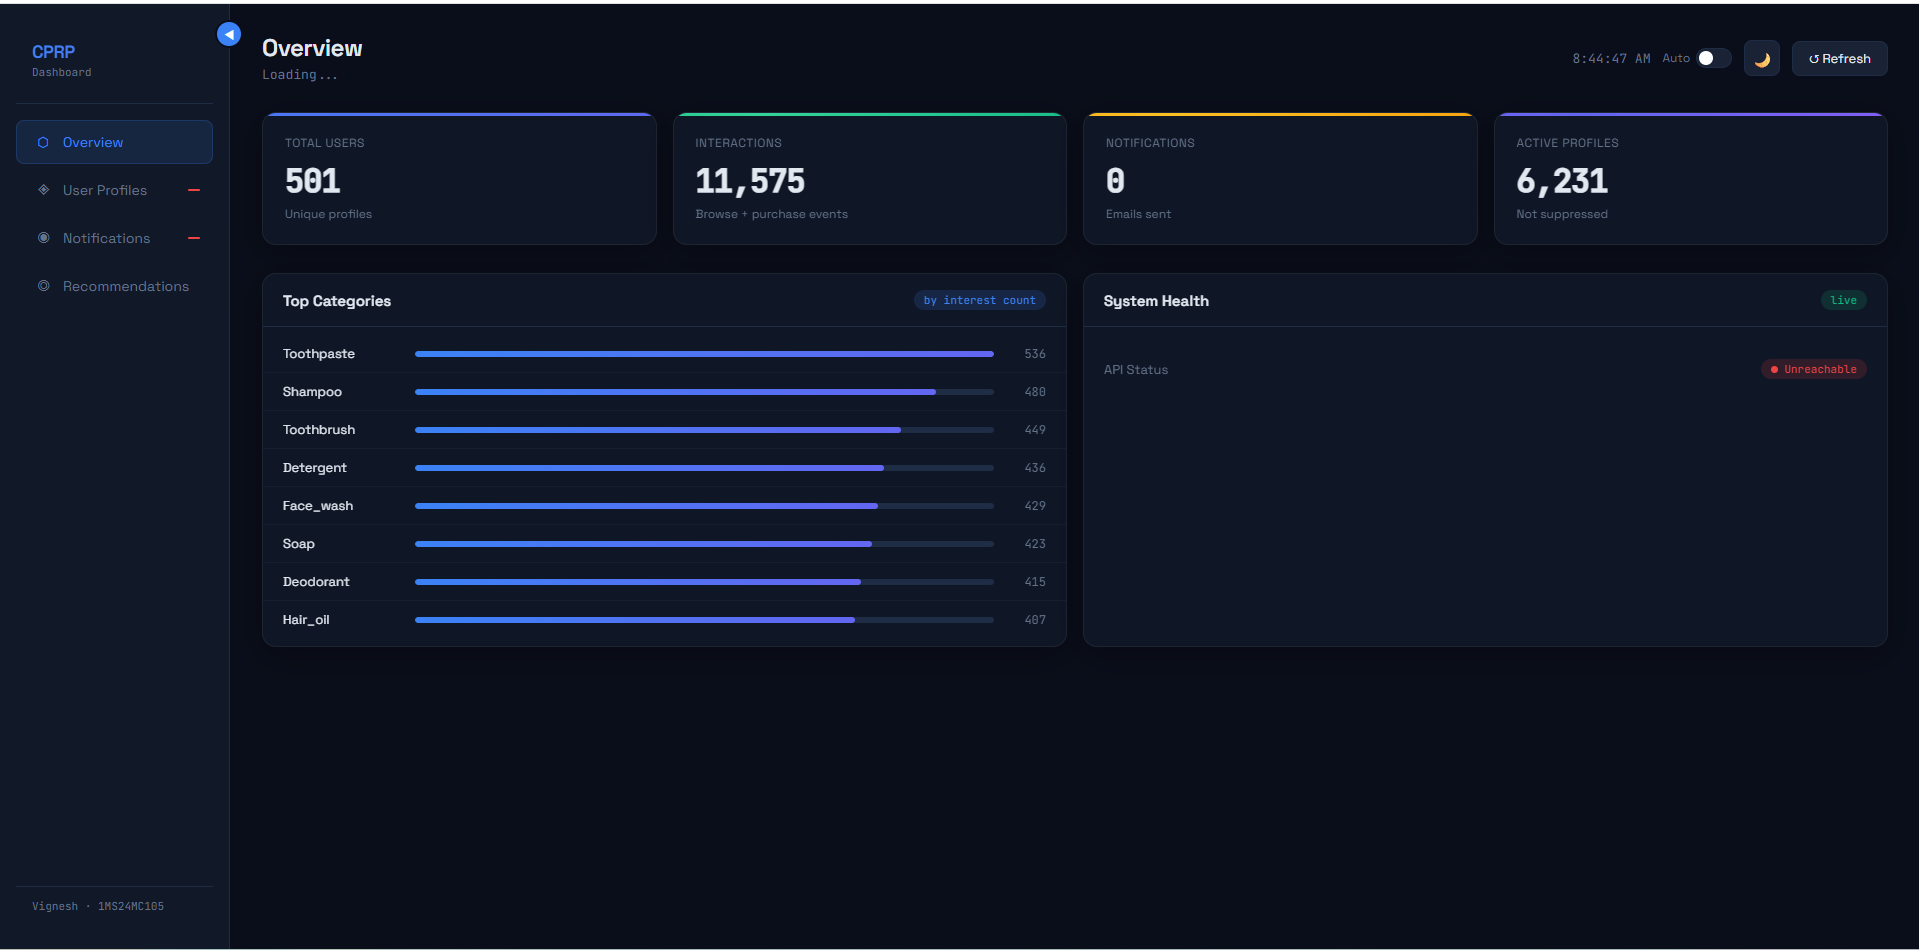 CPRP
Dashboard
Overview
User Profiles
Notifications
Recommendations
Vignesh · 1MS24MC105
Overview
Loading...
8:44:47 AM Auto
↺ Refresh
TOTAL USERS
501
Unique profiles
INTERACTIONS
11,575
Browse + purchase events
NOTIFICATIONS
0
Emails sent
ACTIVE PROFILES
6,231
Not suppressed
Top Categories by interest count
Toothpaste 536
Shampoo 480
Toothbrush 449
Detergent 436
Face_wash 429
Soap 423
Deodorant 415
Hair_oil 407
System Health live
API Status Unreachable